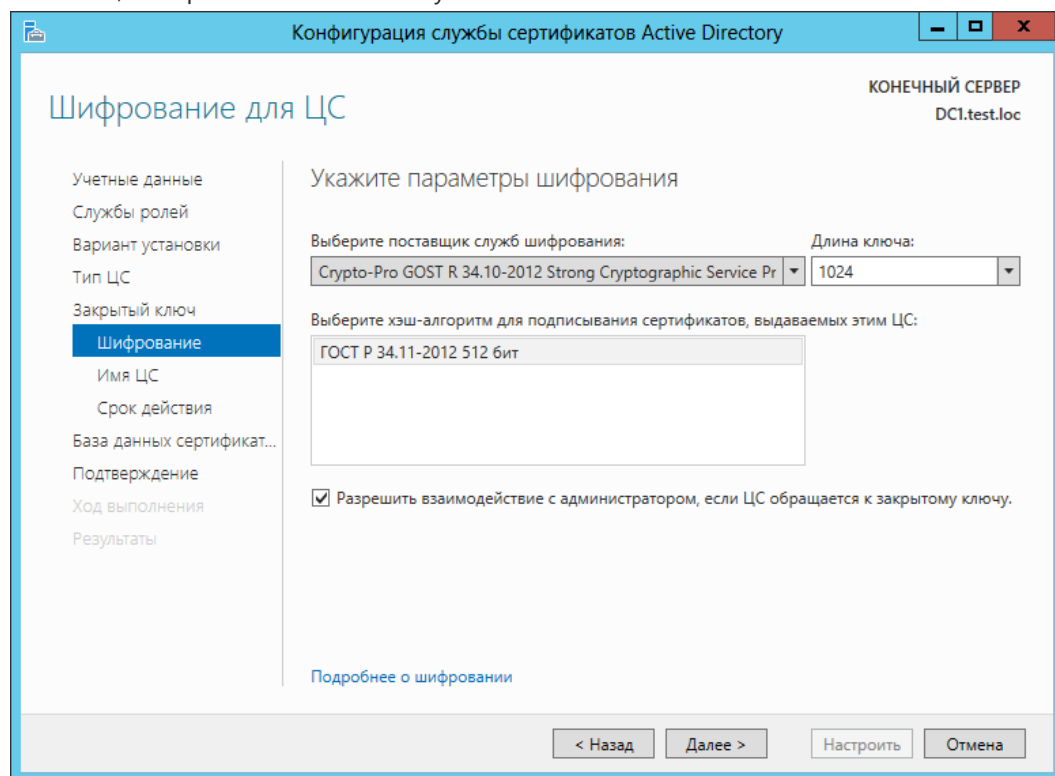 Конфигурация службы сертификатов Active Directory
Шифрование для ЦС
КОНЕЧНЫЙ СЕРВЕР
DC1.test.loc
Учетные данные
Службы ролей
Вариант установки
Тип ЦС
Закрытый ключ
Шифрование
Имя ЦС
Срок действия
База данных сертификат...
Подтверждение
Ход выполнения
Результаты
Укажите параметры шифрования
Выберите поставщик служб шифрования:
Длина ключа:
Crypto-Pro GOST R 34.10-2012 Strong Cryptographic Service Pr
1024
Выберите хэш-алгоритм для подписывания сертификатов, выдаваемых этим ЦС:
ГОСТ Р 34.11-2012 512 бит
Разрешить взаимодействие с администратором, если ЦС обращается к закрытому ключу.
Подробнее о шифровании
< Назад
Далее >
Настроить
Отмена